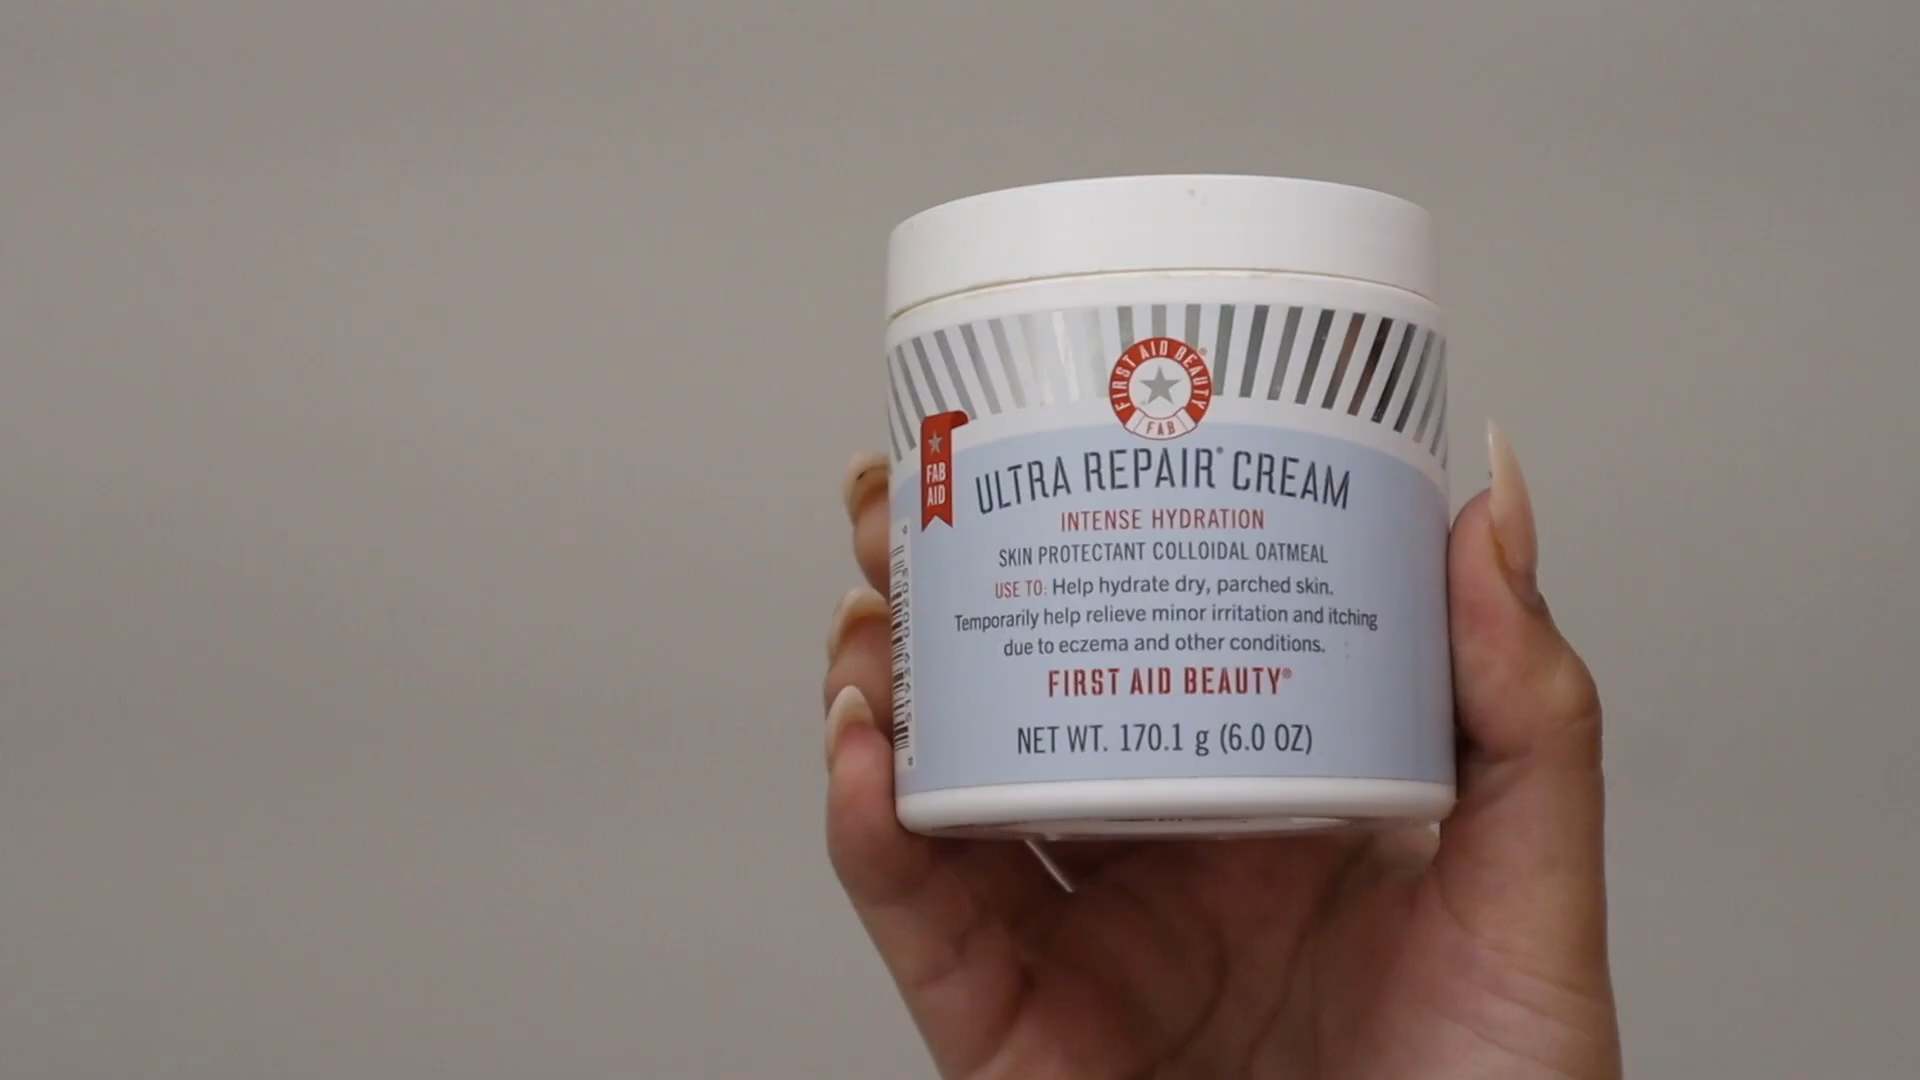 FIRST AID BEAUTY®
FAB
FAB
AID
ULTRA REPAIR® CREAM
INTENSE HYDRATION
SKIN PROTECTANT COLLOIDAL OATMEAL
USE TO: Help hydrate dry, parched skin.
Temporarily help relieve minor irritation and itching
due to eczema and other conditions.
FIRST AID BEAUTY®
NET WT. 170.1 g (6.0 OZ)